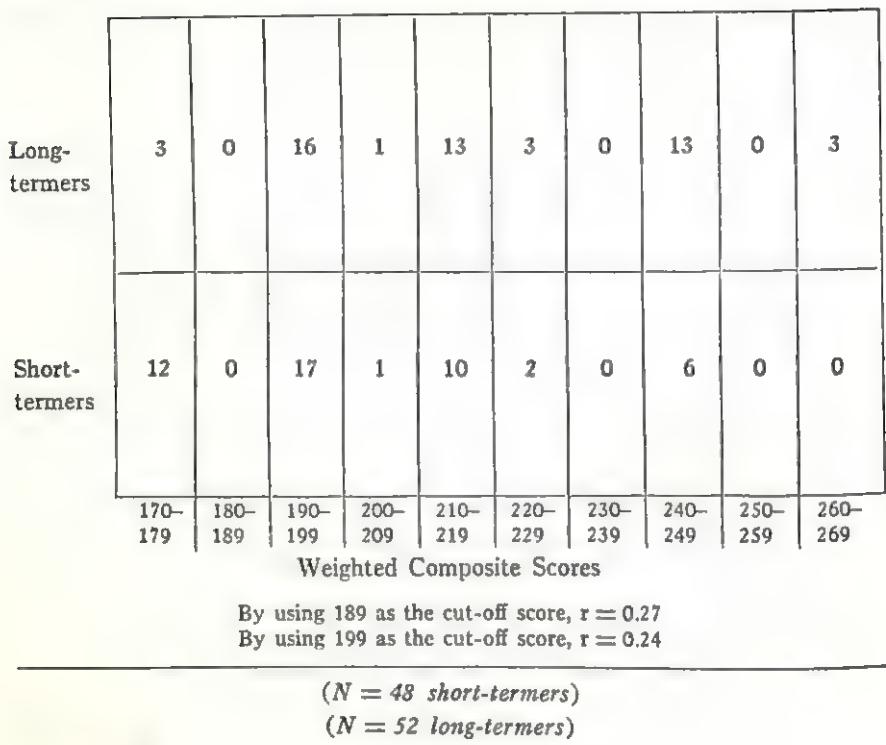 Long-
termers 3 0 16 1 13 3 0 13 0 3
Short-
termers 12 0 17 1 10 2 0 6 0 0
170– 180– 190– 200– 210– 220– 230– 240– 250– 260–
179 189 199 209 219 229 239 249 259 269
Weighted Composite Scores
By using 189 as the cut-off score, r = 0.27
By using 199 as the cut-off score, r = 0.24
(N = 48 short-termers)
(N = 52 long-termers)